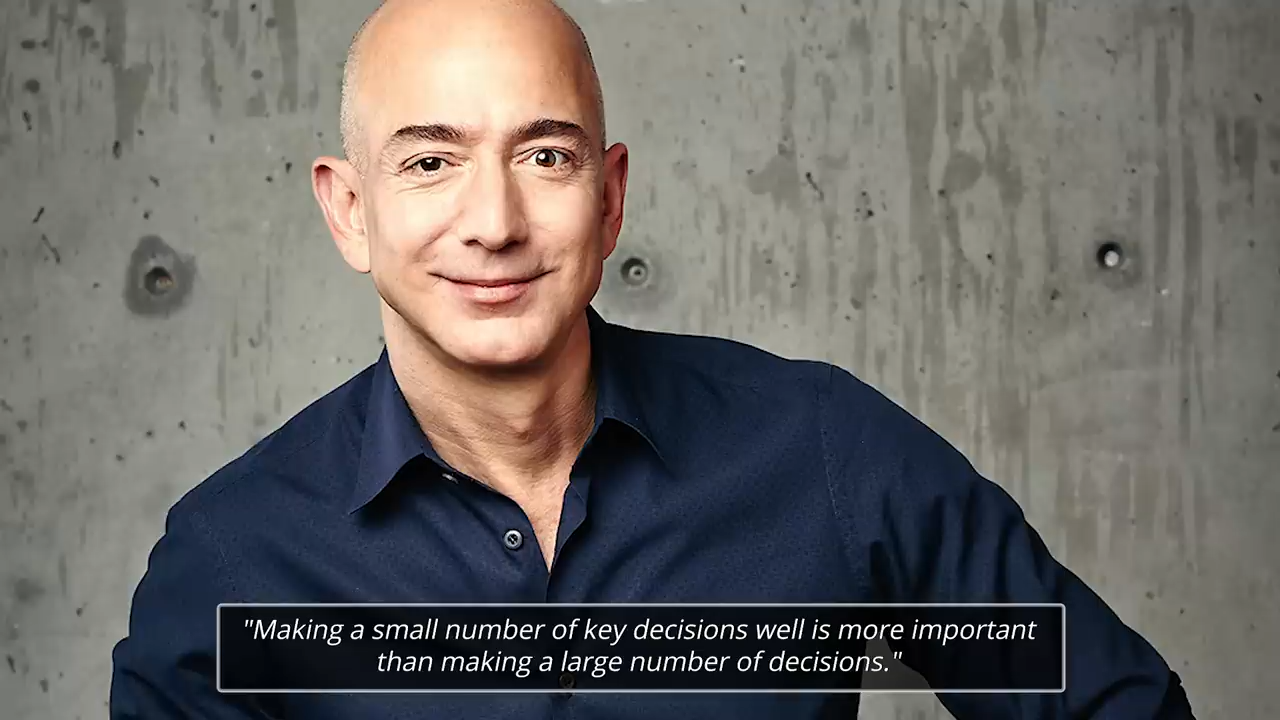 "Making a small number of key decisions well is more important
than making a large number of decisions."